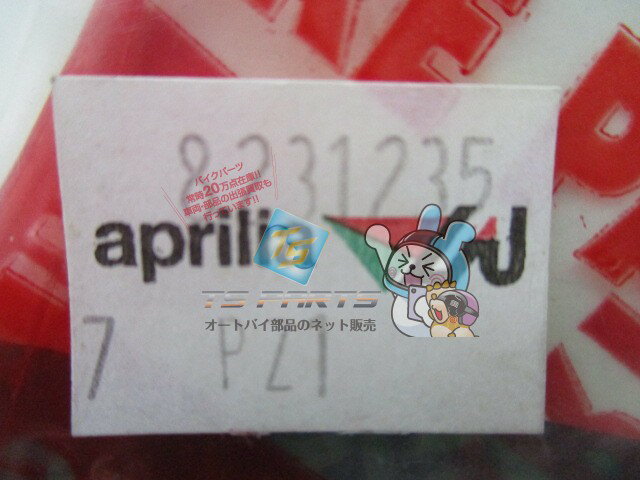 8231235
バイクパーツ
常時20万点在庫!!
車両・部品の出張買取も
行っています!!
aprilia
TS
TS PARTS
オートバイ部品のネット販売
7 PZ1